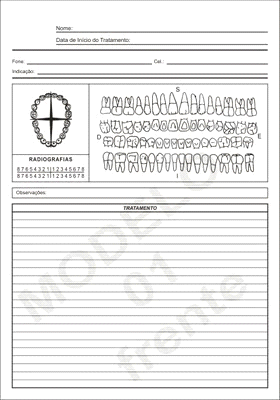 Nome:
Data de Início do Tratamento:
Fone: Cel.:
Indicação:
S
D E
I
RADIOGRAFIAS
8 7 6 5 4 3 2 1 | 1 2 3 4 5 6 7 8
8 7 6 5 4 3 2 1 | 1 2 3 4 5 6 7 8
Observações:
TRATAMENTO
MODELO
01
frente